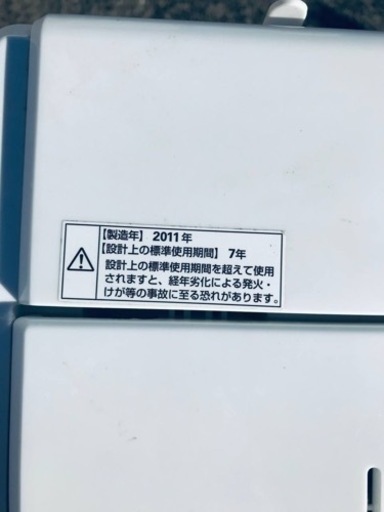 【製造年】 2011年
【設計上の標準使用期間】 7年
設計上の標準使用期間を超えて使用
されますと、経年劣化による発火・
けが等の事故に至る恐れがあります。